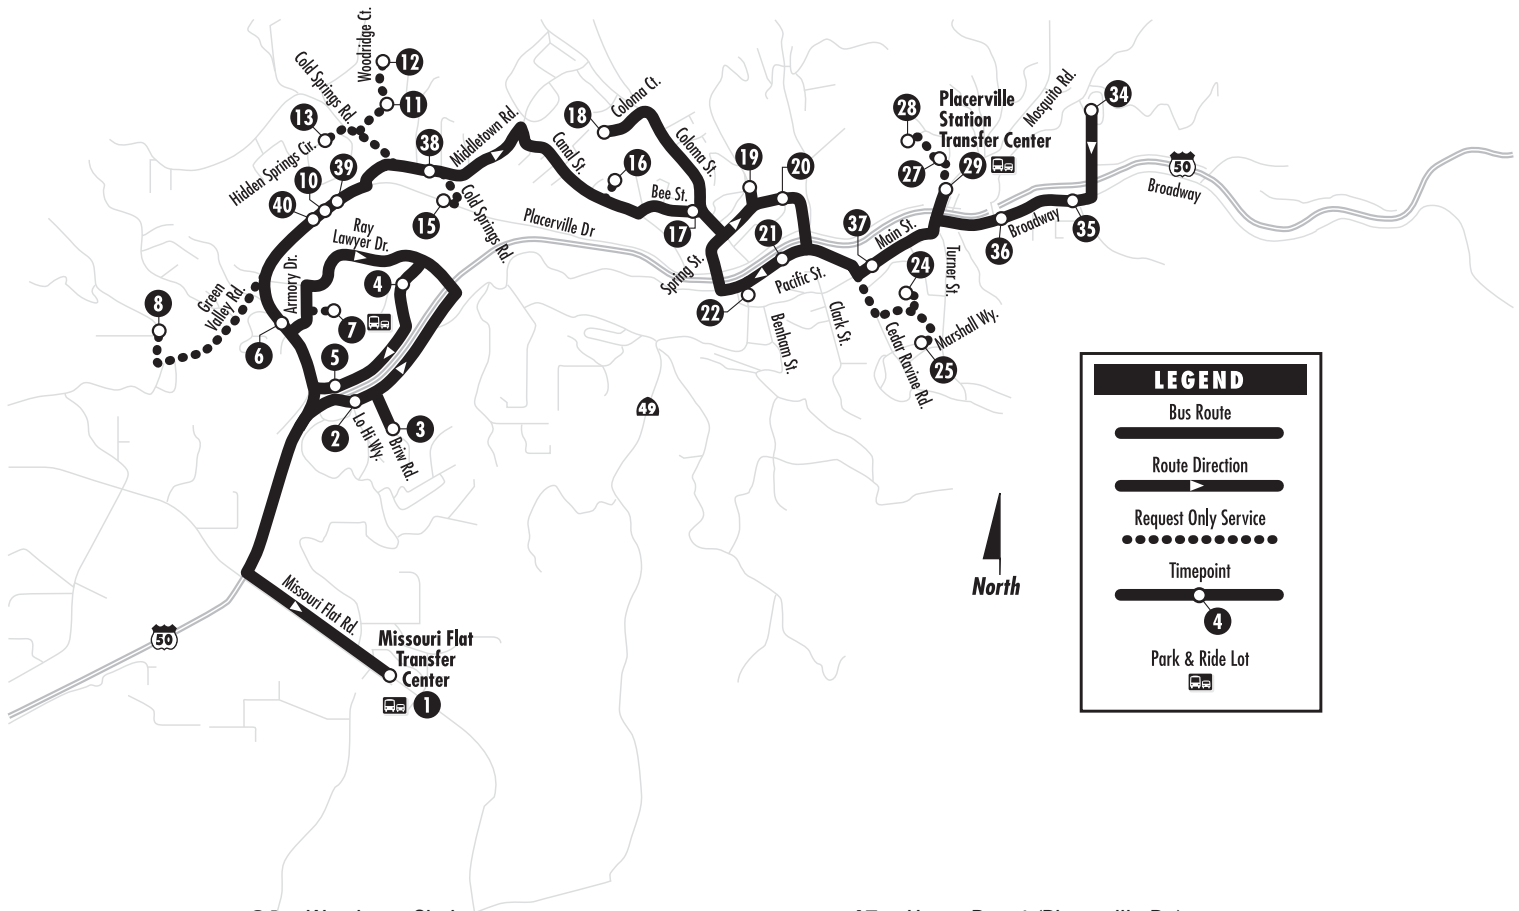 Woodridge Ct.
Cold Springs Rd.
12
11
13
Hidden Springs Cir.
10
39
40
38
Middletown Rd.
Canal St.
18
Coloma Ct.
Coloma St.
16
Bee St.
17
15
Cold Springs Rd.
Placerville Dr
19
20
21
22
Spring St.
Pacific St.
Benham St.
Clark St.
37
Main St.
28
27
Placerville
Station
Transfer Center
29
Mosquito Rd.
34
50
Broadway
35
36
Broadway
Turner St.
24
Marshall Wy.
25
Cedar Ravine Rd.
Ray
Lawyer Dr.
4
Armory Dr.
Green
Valley Rd.
8
7
6
5
2
Lo Hi Wy.
3
Briw Rd.
49
Missouri Flat Rd.
50
Missouri Flat
Transfer
Center
1
North
LEGEND
Bus Route
Route Direction
Request Only Service
Timepoint
4
Park & Ride Lot